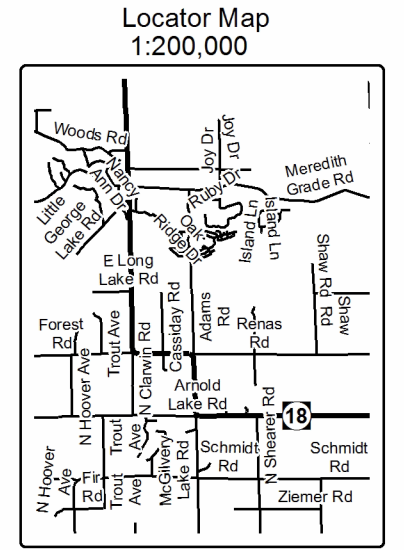 Locator Map
1:200,000
Woods Rd
Joy Dr
Joy Dr
Meredith
Grade Rd
Nancy
Ann Dr
Ruby Dr
Little
George
Lake Rd
Oak
Ridge Dr
Island Ln
Island Ln
E Long
Lake Rd
Shaw Rd
Shaw
Rd
Cassiday Rd
Adams
Rd
Forest
Rd
Trout Ave
N Clarwin Rd
Renas
Rd
N Hoover Ave
Arnold
Lake Rd
18
N Shearer Rd
Trout
Ave
McGilvery
Lake Rd
Schmidt
Rd
Schmidt
Rd
N Hoover
Ave
Fir
Rd
Trout
Ave
Ziemer Rd